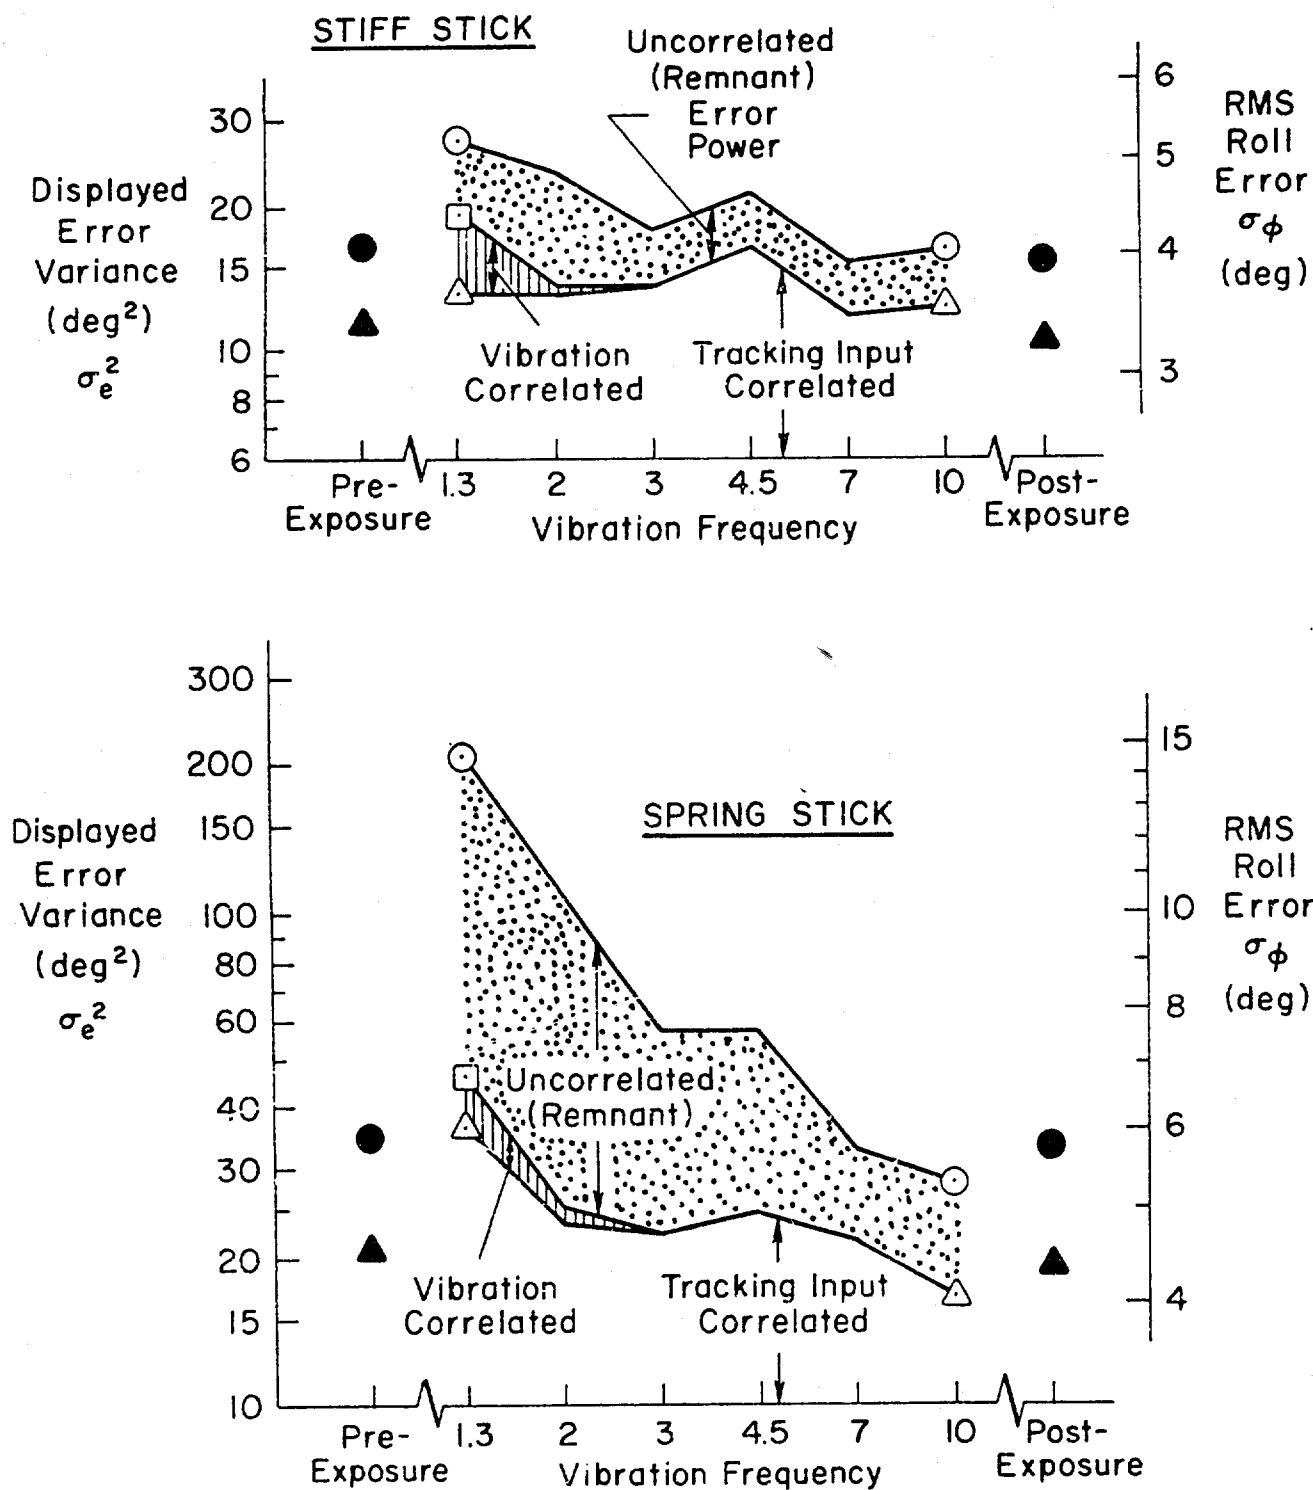 STIFF STICK
Uncorrelated
(Remnant)
Error
Power
Displayed
Error
Variance
(deg²)
σe²
30
20
15
10
8
6
6
5
4
3
RMS
Roll
Error
σϕ
(deg)
Vibration
Correlated
Tracking Input
Correlated
Pre-
Exposure
1.3
2
3
4.5
7
10
Post-
Exposure
Vibration Frequency
SPRING STICK
Displayed
Error
Variance
(deg²)
σe²
300
200
150
100
80
60
40
30
20
15
10
15
10
8
6
4
RMS
Roll
Error
σϕ
(deg)
Uncorrelated
(Remnant)
Vibration
Correlated
Tracking Input
Correlated
Pre-
Exposure
1.3
2
3
4.5
7
10
Post-
Exposure
Vibration Frequency